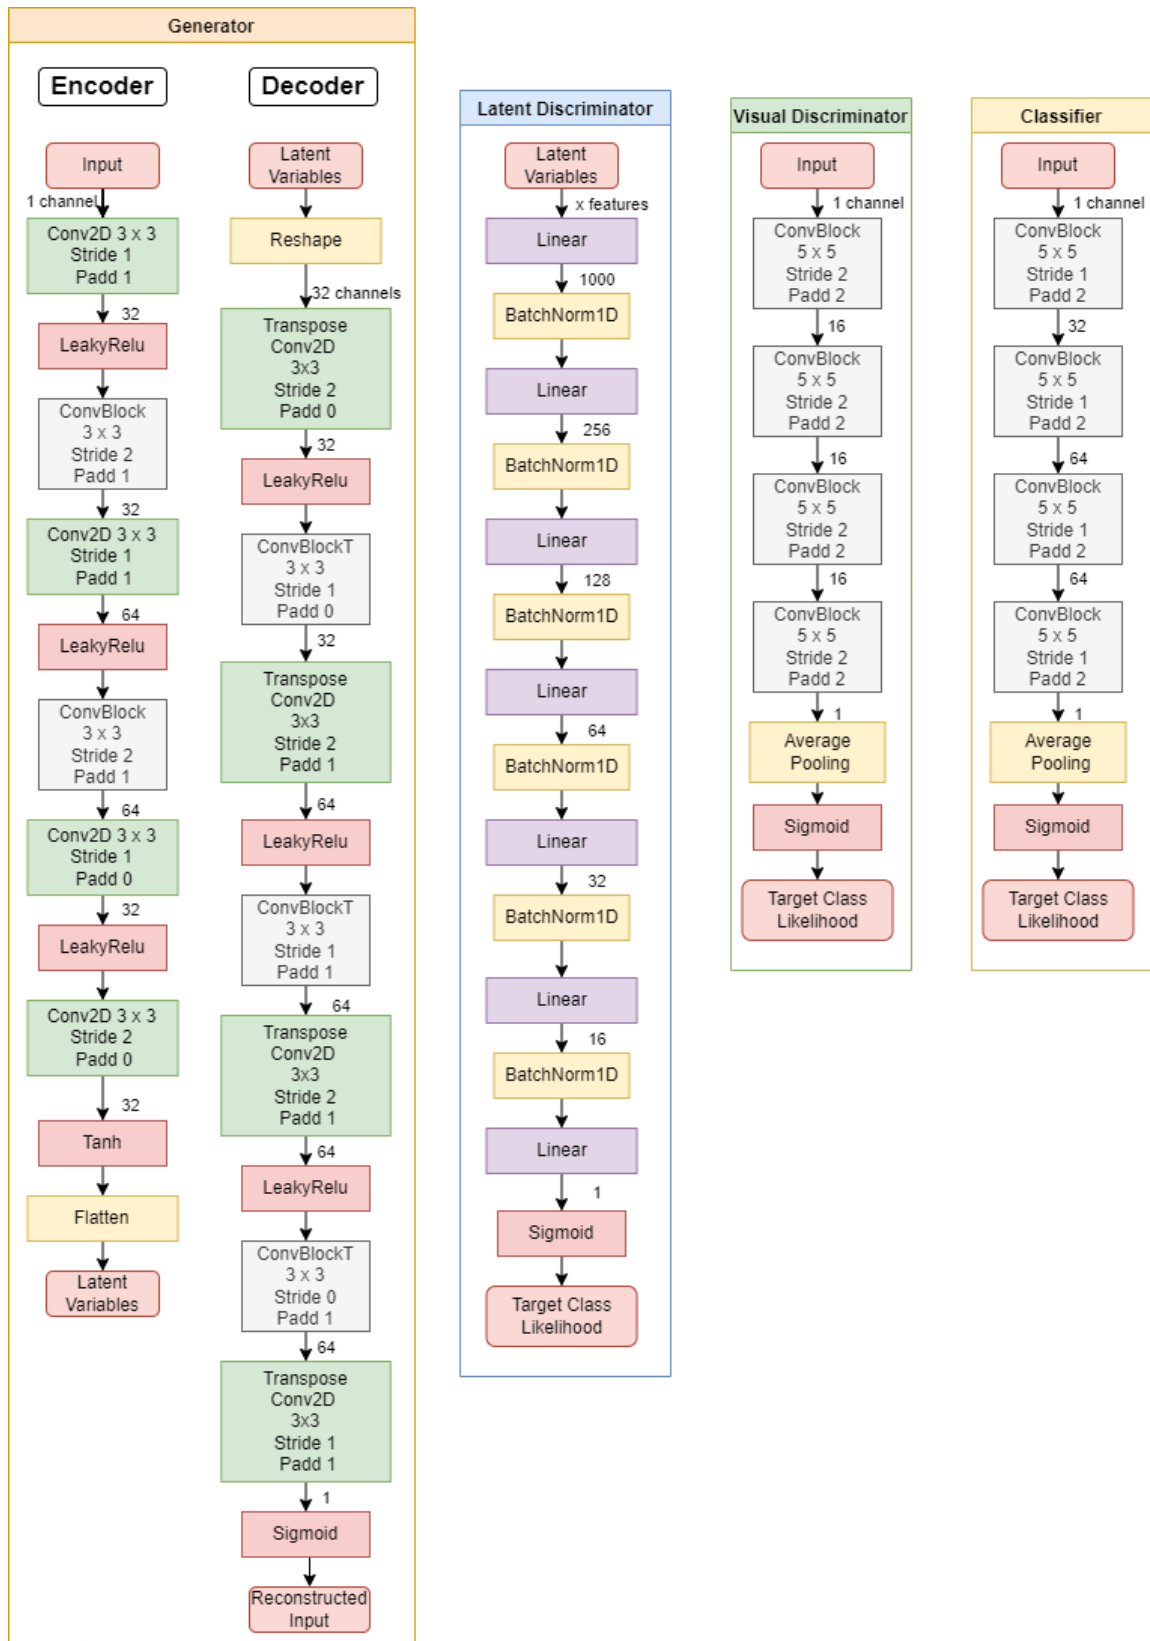 Generator
Encoder
Input
1 channel
Conv2D 3 x 3
Stride 1
Padd 1
32
LeakyRelu
ConvBlock
3 x 3
Stride 2
Padd 1
32
Conv2D 3 x 3
Stride 1
Padd 1
64
LeakyRelu
ConvBlock
3 x 3
Stride 2
Padd 1
64
Conv2D 3 x 3
Stride 1
Padd 0
32
LeakyRelu
Conv2D 3 x 3
Stride 2
Padd 0
32
Tanh
Flatten
Latent
Variables
Decoder
Latent
Variables
Reshape
32 channels
Transpose
Conv2D
3x3
Stride 2
Padd 0
32
LeakyRelu
ConvBlockT
3 x 3
Stride 1
Padd 0
32
Transpose
Conv2D
3x3
Stride 2
Padd 1
64
LeakyRelu
ConvBlockT
3 x 3
Stride 1
Padd 1
64
Transpose
Conv2D
3x3
Stride 2
Padd 1
64
LeakyRelu
ConvBlockT
3 x 3
Stride 0
Padd 1
64
Transpose
Conv2D
3x3
Stride 1
Padd 1
1
Sigmoid
Reconstructed
Input
Latent Discriminator
Latent
Variables
x features
Linear
1000
BatchNorm1D
Linear
256
BatchNorm1D
Linear
128
BatchNorm1D
Linear
64
BatchNorm1D
Linear
32
BatchNorm1D
Linear
16
BatchNorm1D
Linear
1
Sigmoid
Target Class
Likelihood
Visual Discriminator
Input
1 channel
ConvBlock
5 x 5
Stride 2
Padd 2
16
ConvBlock
5 x 5
Stride 2
Padd 2
16
ConvBlock
5 x 5
Stride 2
Padd 2
16
ConvBlock
5 x 5
Stride 2
Padd 2
1
Average
Pooling
Sigmoid
Target Class
Likelihood
Classifier
Input
1 channel
ConvBlock
5 x 5
Stride 1
Padd 2
32
ConvBlock
5 x 5
Stride 1
Padd 2
64
ConvBlock
5 x 5
Stride 1
Padd 2
64
ConvBlock
5 x 5
Stride 1
Padd 2
1
Average
Pooling
Sigmoid
Target Class
Likelihood